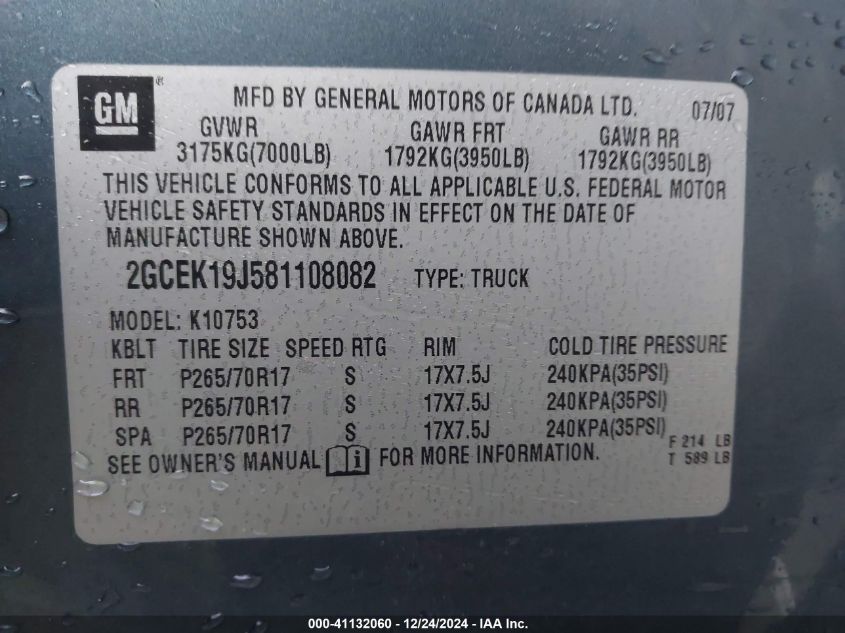 GM ®
MFD BY GENERAL MOTORS OF CANADA LTD. 07/07
GVWR GAWR FRT GAWR RR
3175KG(7000LB) 1792KG(3950LB) 1792KG(3950LB)
THIS VEHICLE CONFORMS TO ALL APPLICABLE U.S. FEDERAL MOTOR
VEHICLE SAFETY STANDARDS IN EFFECT ON THE DATE OF
MANUFACTURE SHOWN ABOVE.
2GCEK19J581108082 TYPE: TRUCK
MODEL: K10753
KBLT TIRE SIZE SPEED RTG RIM COLD TIRE PRESSURE
FRT P265/70R17 S 17X7.5J 240KPA(35PSI)
RR P265/70R17 S 17X7.5J 240KPA(35PSI)
SPA P265/70R17 S 17X7.5J 240KPA(35PSI)
F 214 LB
SEE OWNER'S MANUAL i FOR MORE INFORMATION. T 589 LB
000-41132060 - 12/24/2024 - IAA Inc.